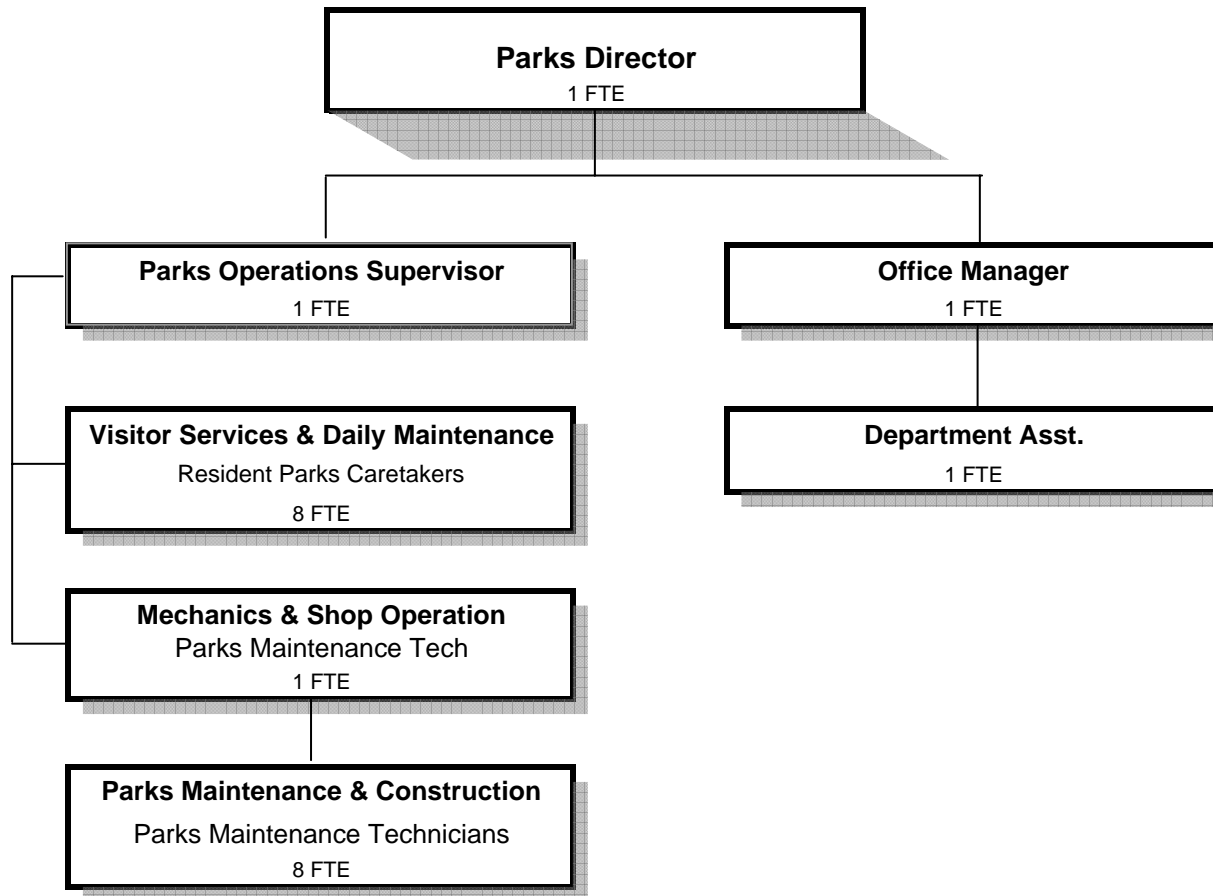 Parks Director
1 FTE
Parks Operations Supervisor
1 FTE
Office Manager
1 FTE
Visitor Services & Daily Maintenance
Resident Parks Caretakers
8 FTE
Department Asst.
1 FTE
Mechanics & Shop Operation
Parks Maintenance Tech
1 FTE
Parks Maintenance & Construction
Parks Maintenance Technicians
8 FTE